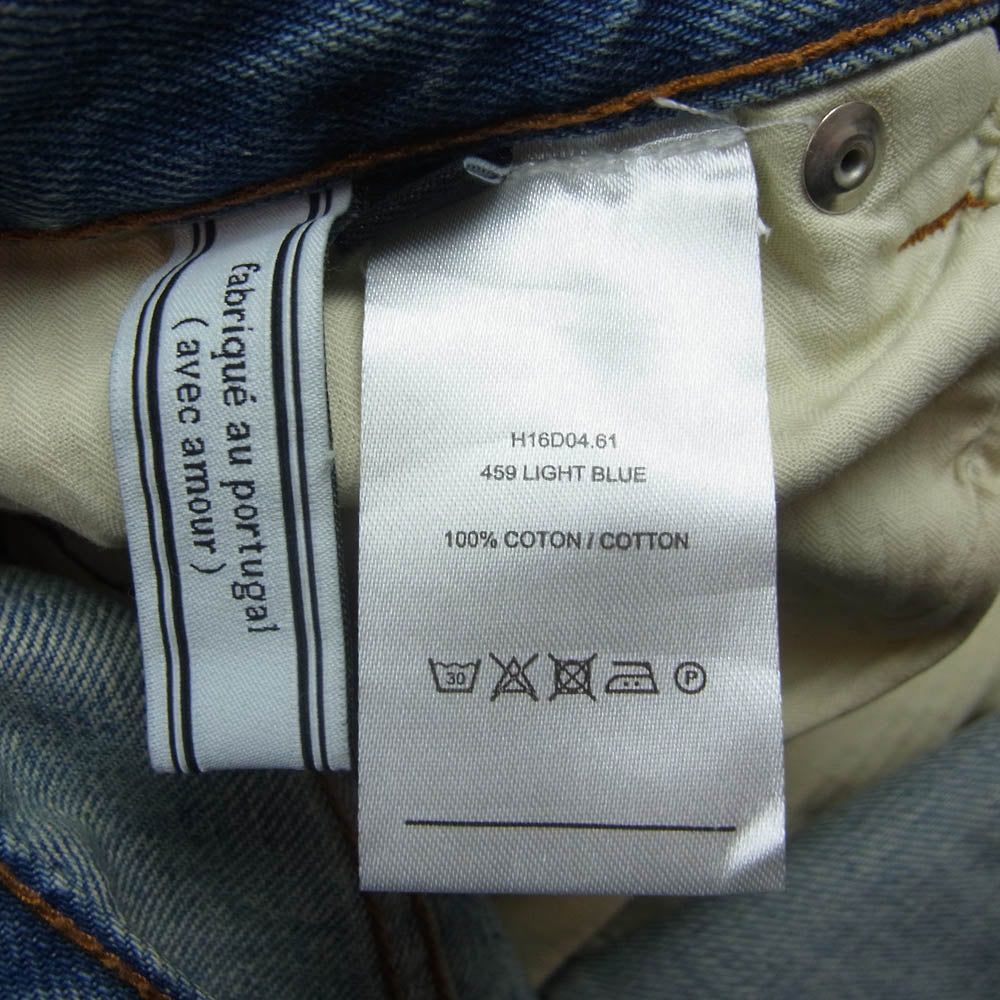 fabriqué au portugal
( avec amour )
H16D04.61
459 LIGHT BLUE
100% COTON / COTTON
30
P